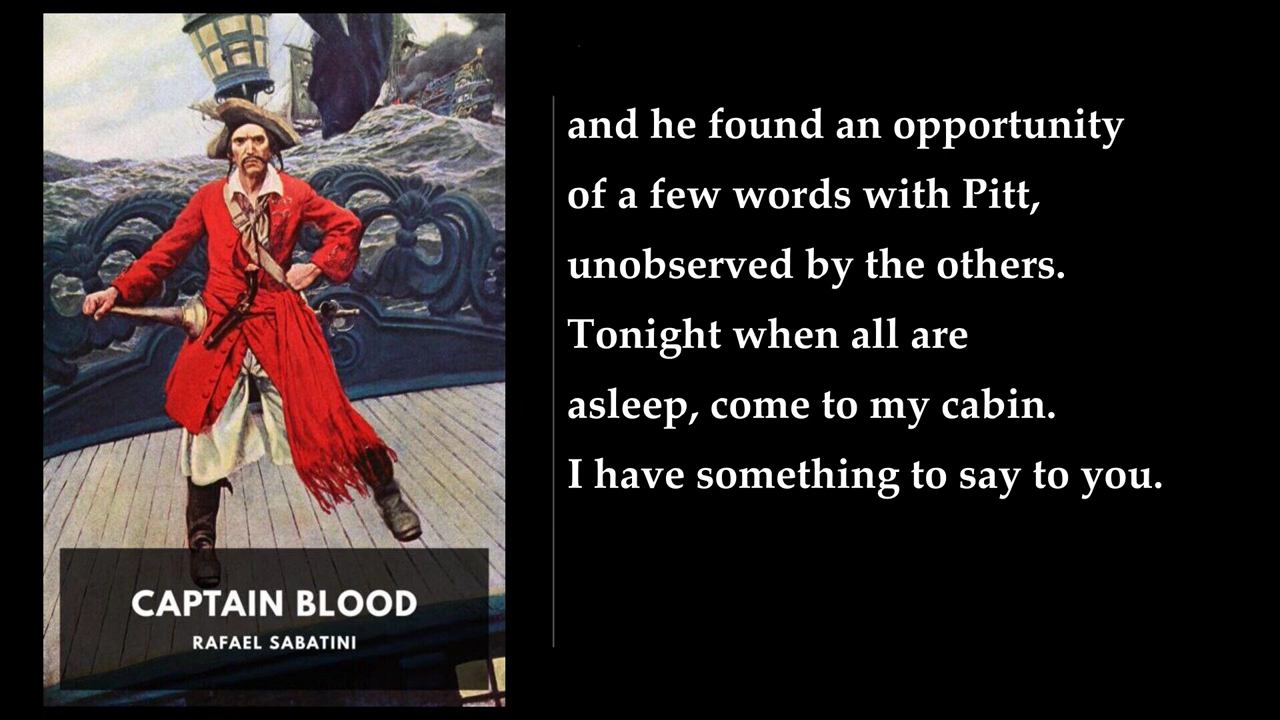 and he found an opportunity
of a few words with Pitt,
unobserved by the others.
Tonight when all are
asleep, come to my cabin.
I have something to say to you.
CAPTAIN BLOOD
RAFAEL SABATINI